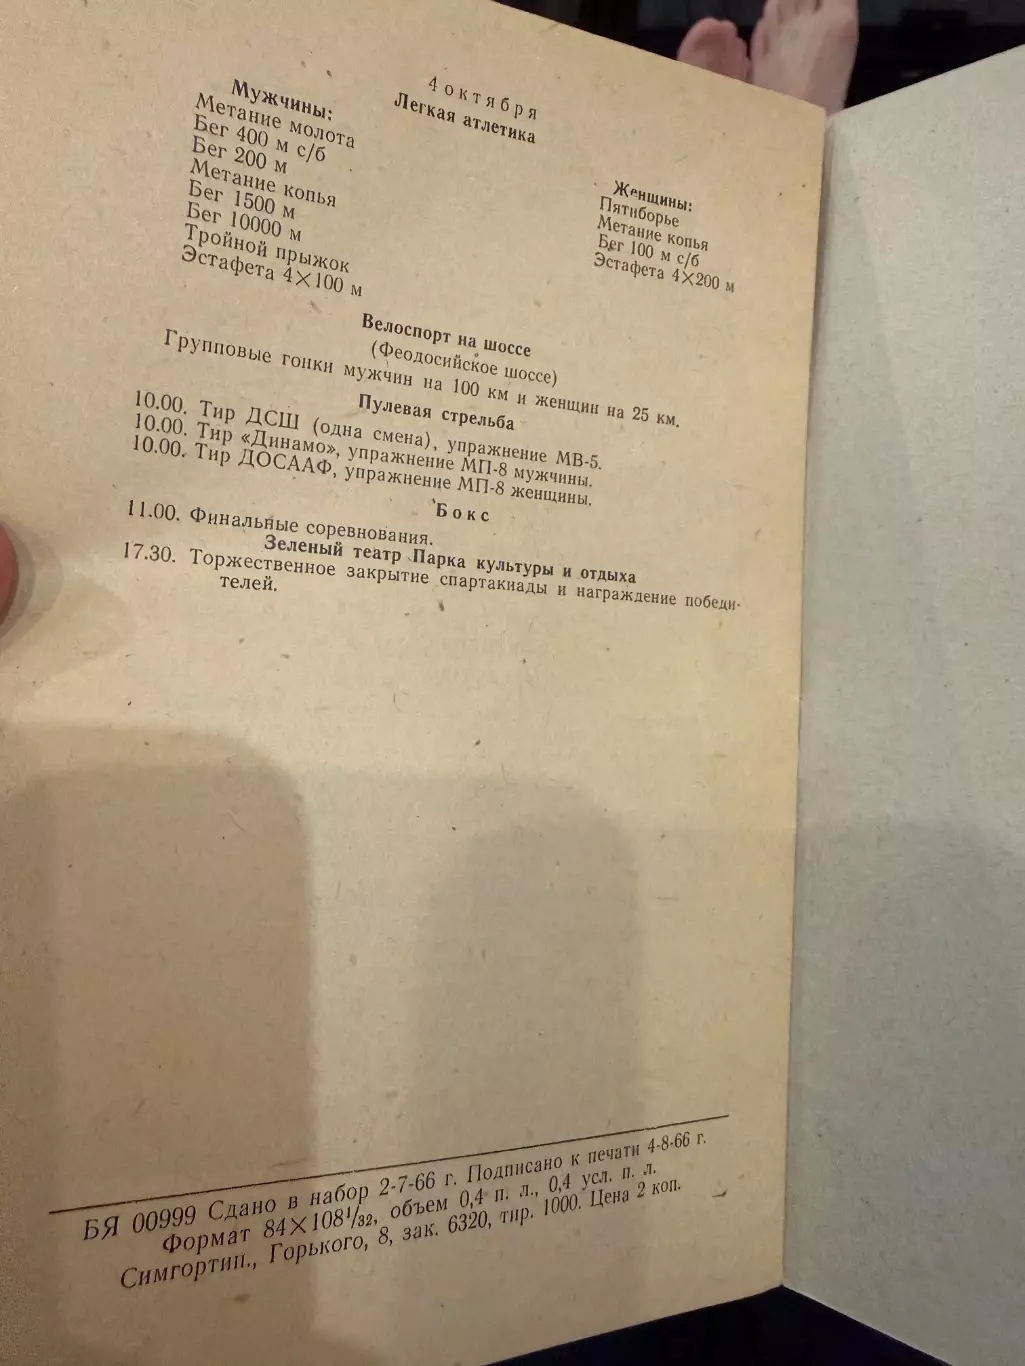 4 октября
Легкая атлетика
Мужчины:
Метание молота
Бег 400 м с/б
Бег 200 м
Метание копья
Бег 1500 м
Бег 10000 м
Тройной прыжок
Эстафета 4×100 м
Женщины:
Пятиборье
Метание копья
Бег 100 м с/б
Эстафета 4×200 м
Велоспорт на шоссе
(Феодосийское шоссе)
Групповые гонки мужчин на 100 км и женщин на 25 км.
Пулевая стрельба
10.00. Тир ДСШ (одна смена), упражнение МВ-5.
10.00. Тир «Динамо», упражнение МП-8 мужчины.
10.00. Тир ДОСААФ, упражнение МП-8 женщины.
Бокс
11.00. Финальные соревнования.
Зеленый театр Парка культуры и отдыха
17.30. Торжественное закрытие спартакиады и награждение победи-
телей.
БЯ 00999 Сдано в набор 2-7-66 г. Подписано к печати 4-8-66 г.
Формат 84×108¹/₃₂, объем 0,4 п. л., 0,4 усл. п. л.
Симгортип., Горького, 8, зак. 6320, тир. 1000. Цена 2 коп.